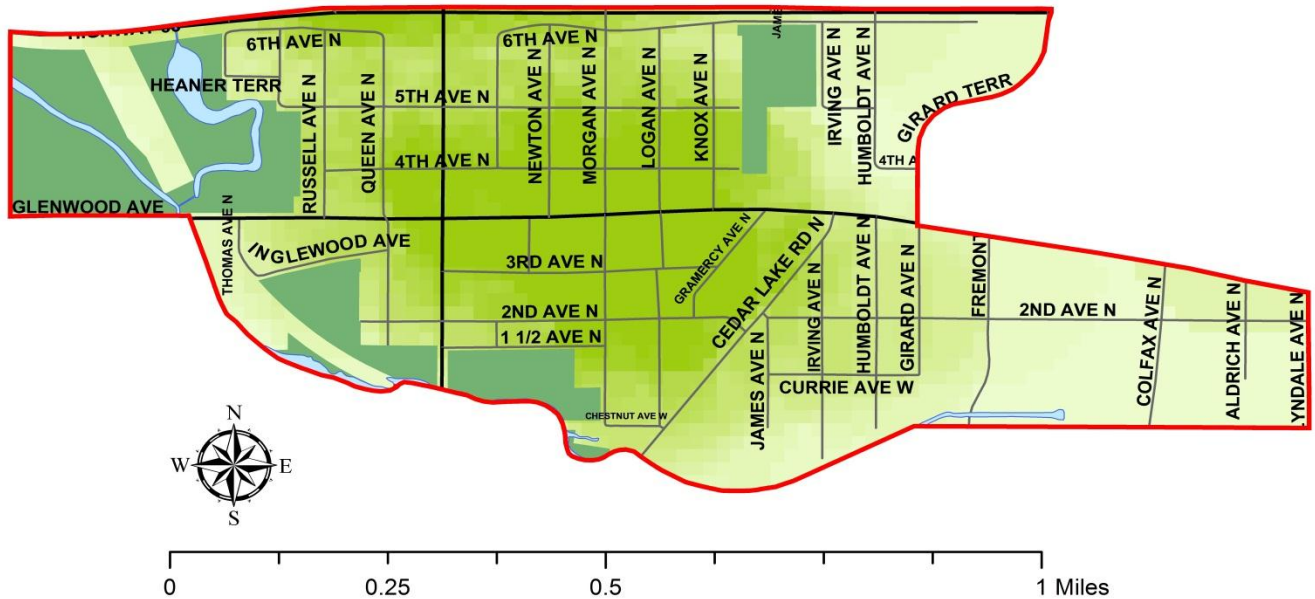 JAME
6TH AVE N
6TH AVE N
HEANER TERR
5TH AVE N
4TH AVE N
RUSSELL AVE N
QUEEN AVE N
NEWTON AVE N
MORGAN AVE N
LOGAN AVE N
KNOX AVE N
IRVING AVE N
HUMBOLDT AVE N
GIRARD TERR
4TH A
GLENWOOD AVE
THOMAS AVE N
INGLEWOOD AVE
3RD AVE N
GRAMERCY AVE N
CEDAR LAKE RD N
2ND AVE N
1 1/2 AVE N
CHESTNUT AVE W
JAMES AVE N
IRVING AVE N
HUMBOLDT AVE N
GIRARD AVE N
CURRIE AVE W
FREMONT
2ND AVE N
COLFAX AVE N
ALDRICH AVE N
LYNDALE AVE N
N
W E
S
0 0.25 0.5 1 Miles